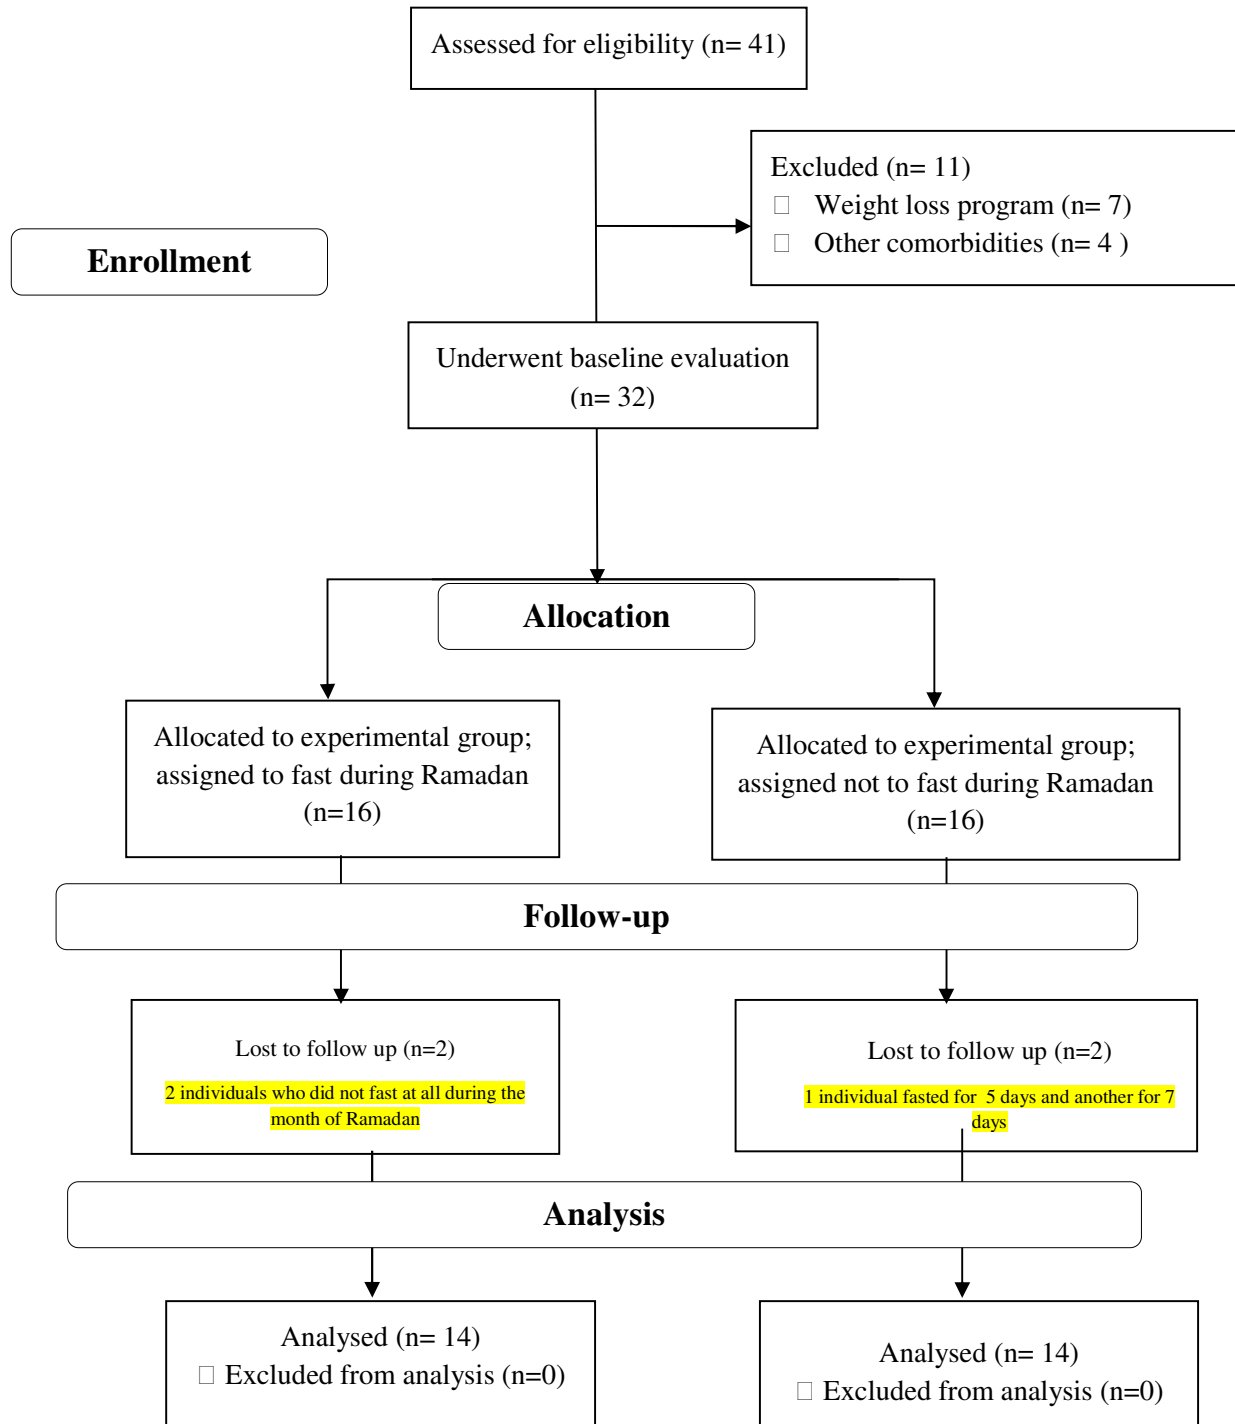 Assessed for eligibility (n= 41)
Excluded (n= 11)
□ Weight loss program (n= 7)
□ Other comorbidities (n= 4 )
Enrollment
Underwent baseline evaluation
(n= 32)
Allocation
Allocated to experimental group;
assigned to fast during Ramadan
(n=16)
Allocated to experimental group;
assigned not to fast during Ramadan
(n=16)
Follow-up
Lost to follow up (n=2)
2 individuals who did not fast at all during the
month of Ramadan
Lost to follow up (n=2)
1 individual fasted for 5 days and another for 7
days
Analysis
Analysed (n= 14)
□ Excluded from analysis (n=0)
Analysed (n= 14)
□ Excluded from analysis (n=0)